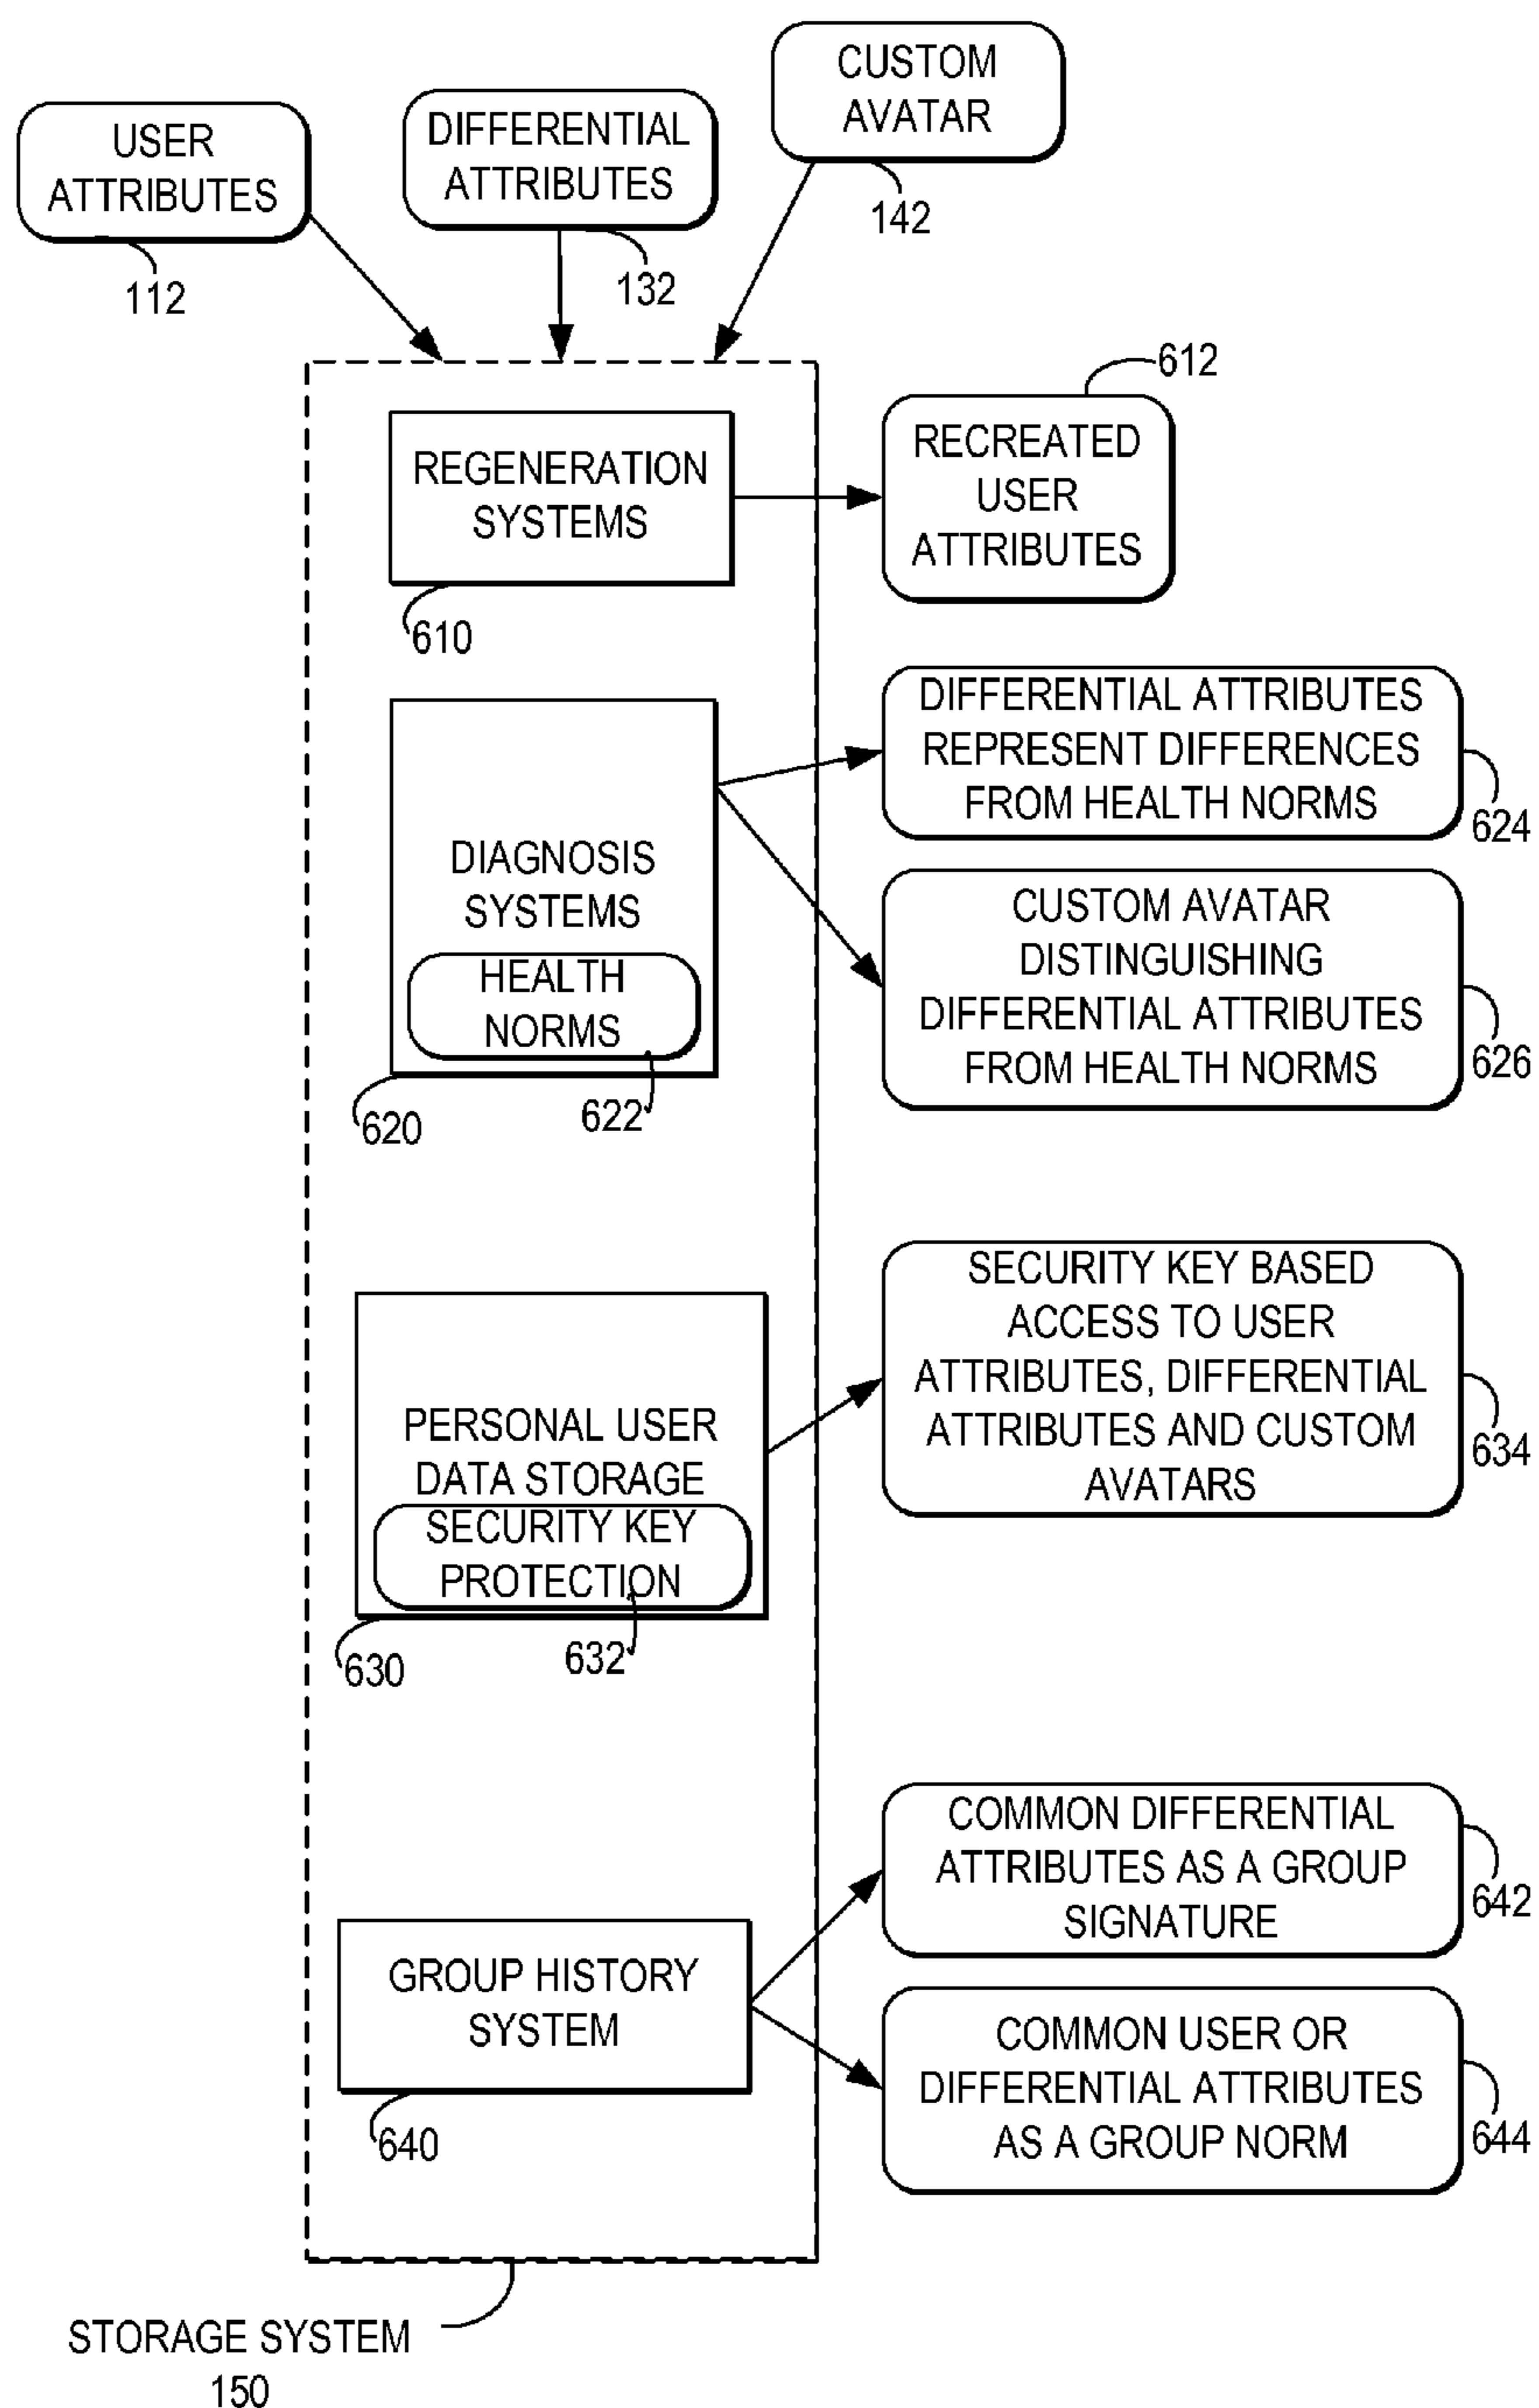 CUSTOM
AVATAR
142
USER
ATTRIBUTES
112
DIFFERENTIAL
ATTRIBUTES
132
REGENERATION
SYSTEMS
610
612
RECREATED
USER
ATTRIBUTES
DIAGNOSIS
SYSTEMS
HEALTH
NORMS
620
622
DIFFERENTIAL ATTRIBUTES
REPRESENT DIFFERENCES
FROM HEALTH NORMS
624
CUSTOM AVATAR
DISTINGUISHING
DIFFERENTIAL ATTRIBUTES
FROM HEALTH NORMS
626
PERSONAL USER
DATA STORAGE
SECURITY KEY
PROTECTION
630
632
SECURITY KEY BASED
ACCESS TO USER
ATTRIBUTES, DIFFERENTIAL
ATTRIBUTES AND CUSTOM
AVATARS
634
GROUP HISTORY
SYSTEM
640
COMMON DIFFERENTIAL
ATTRIBUTES AS A GROUP
SIGNATURE
642
COMMON USER OR
DIFFERENTIAL ATTRIBUTES
AS A GROUP NORM
644
STORAGE SYSTEM
150